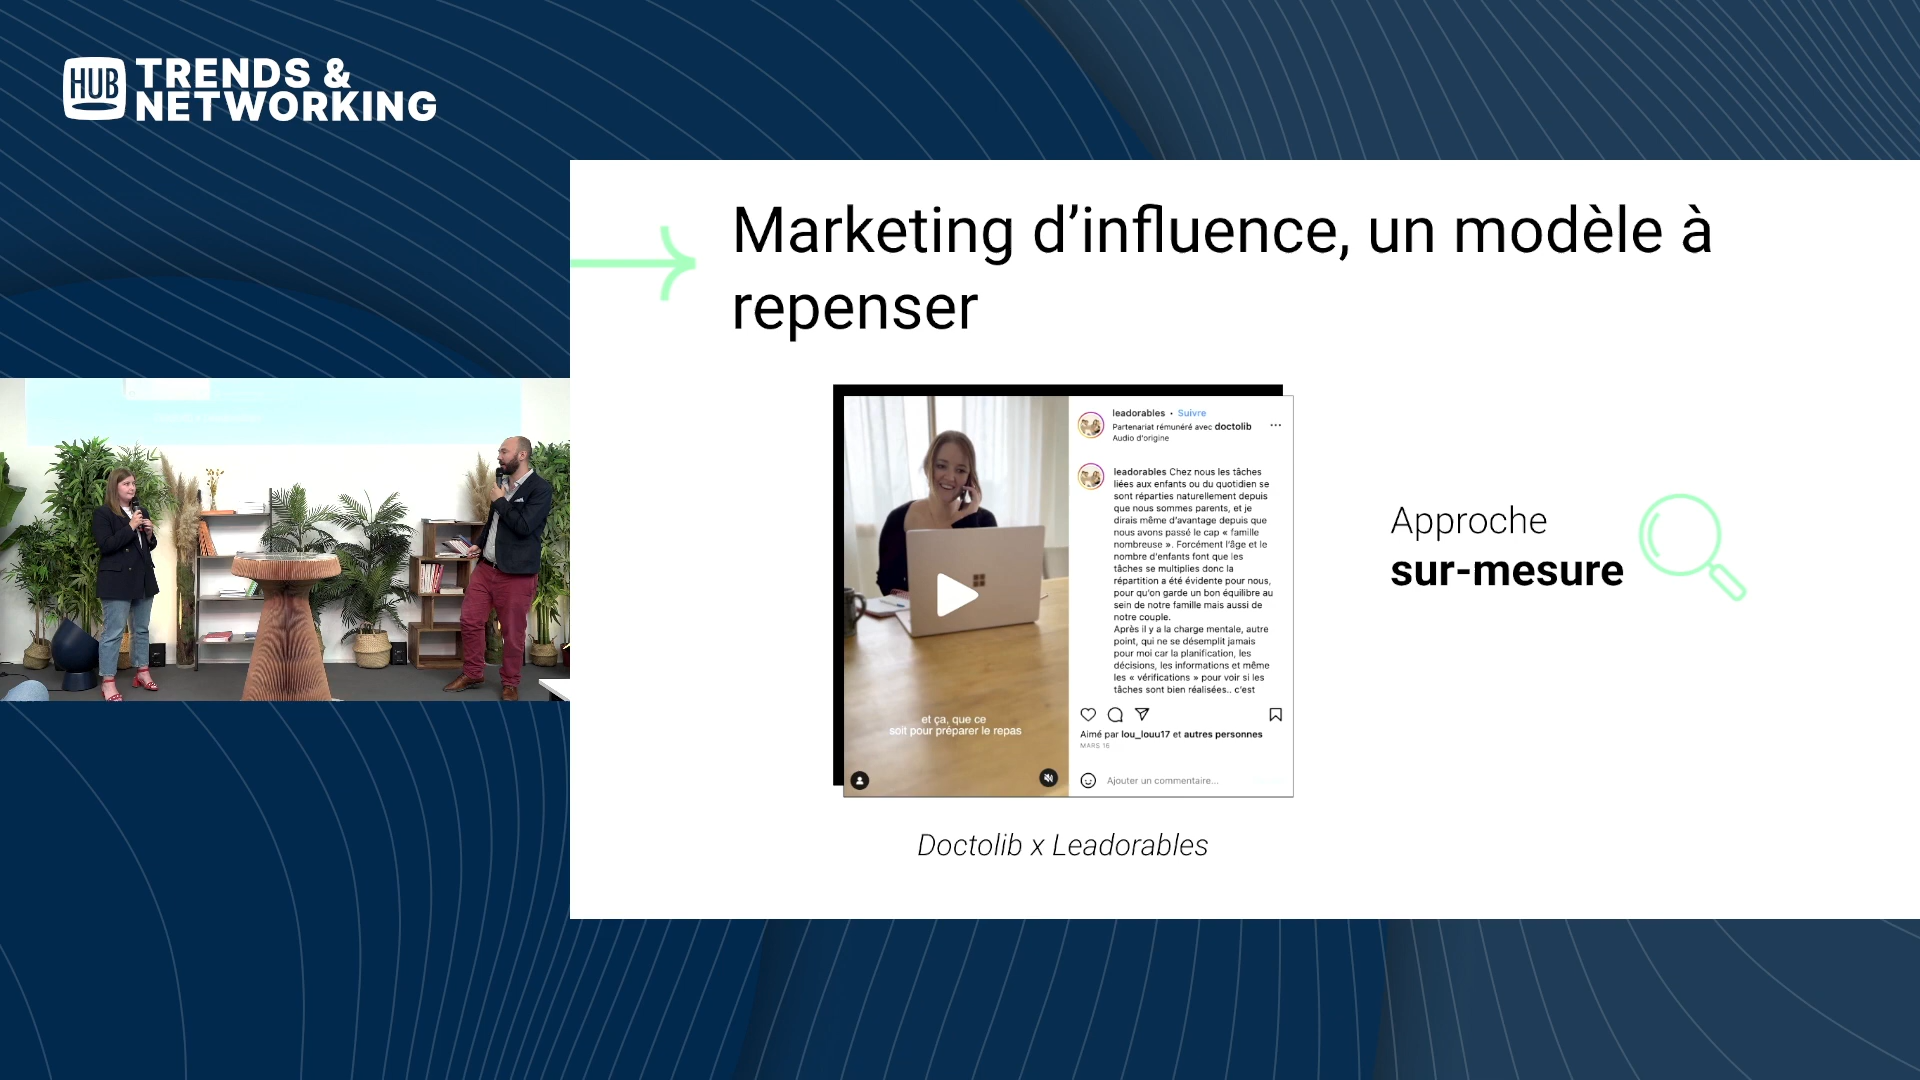 HUB
TRENDS &
NETWORKING
Marketing d'influence, un modèle à
repenser
leadorables • Suivre
Partenariat rémunéré avec doctolib
Audio d'origine
leadorables Chez nous les tâches
liées aux enfants ou du quotidien se
sont réparties naturellement depuis
que nous sommes parents, et je
dirais même d'avantage depuis que
nous avons passé le cap « famille
nombreuse ». Forcément l'âge et le
nombre d'enfants font que les
tâches se multiplies donc la
répartition a été évidente pour nous,
pour qu'on garde un bon équilibre au
sein de notre famille mais aussi de
notre couple.
Après il y a la charge mentale, autre
point, qui ne se désemplit jamais
pour moi car la planification, les
décisions, les informations et même
les « vérifications » pour voir si les
tâches sont bien réalisées.. c'est
et ça, que ce
soit pour préparer le repas
Aimé par lou_louu17 et autres personnes
MARS 16
Ajouter un commentaire...
Doctolib x Leadorables
Approche
sur-mesure